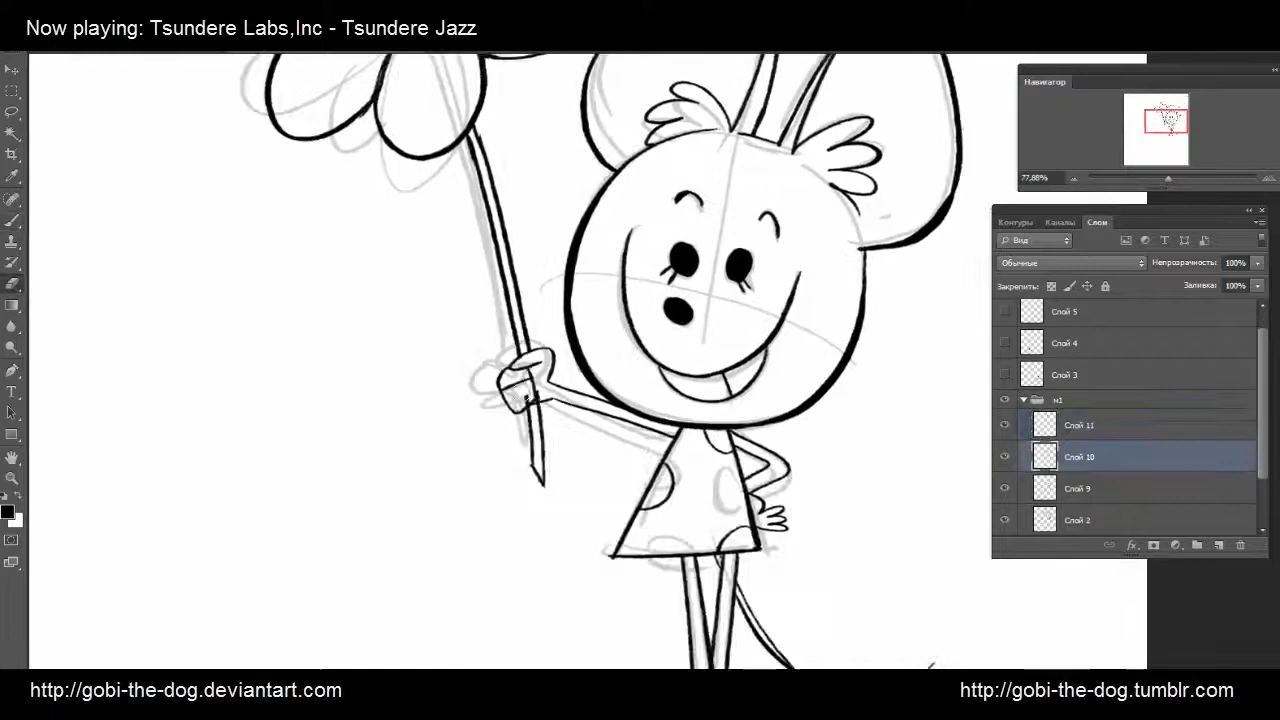 Now playing: Tsundere Labs,Inc - Tsundere Jazz
Навигатор
77,88%
Контуры Каналы Слои
Вид
Обычные Непрозрачность: 100%
Закрепить: Заливка: 100%
Слой 5
Слой 4
Слой 3
м1
Слой 11
Слой 10
Слой 9
Слой 2
http://gobi-the-dog.deviantart.com
http://gobi-the-dog.tumblr.com